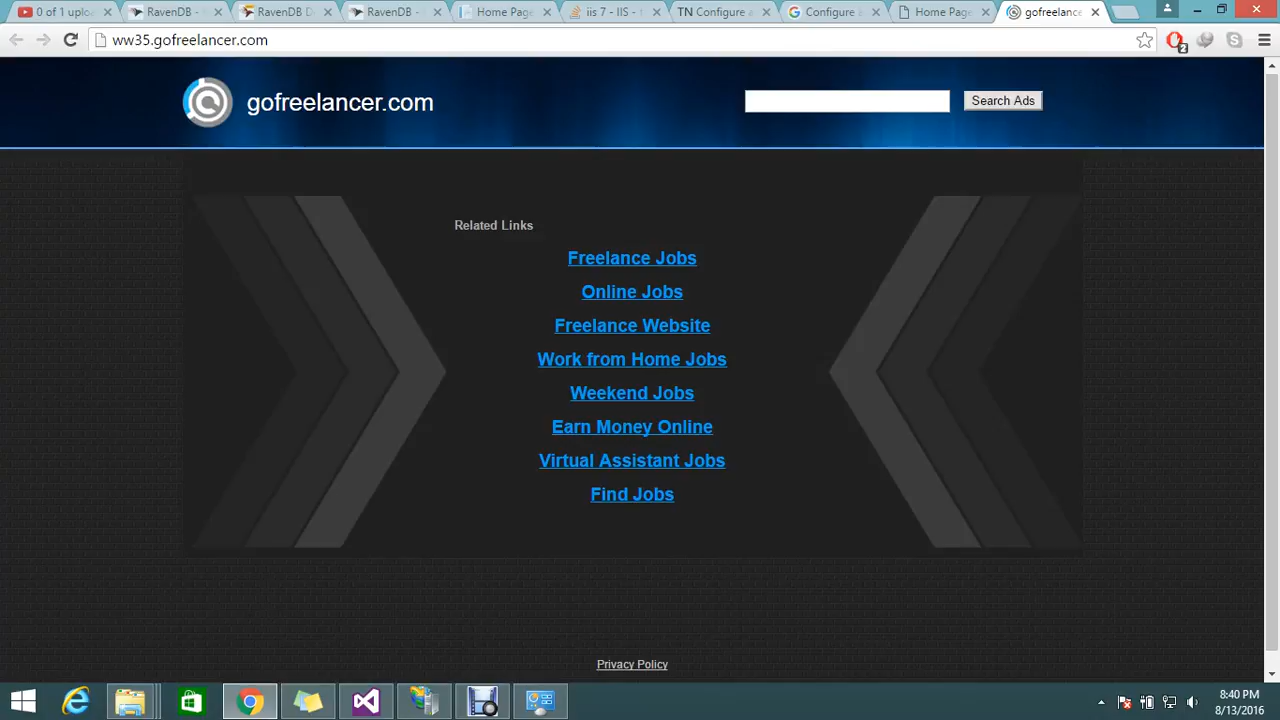 0 of 1 uplo
RavenDB -
RavenDB D
RavenDB -
Home Page
iis 7 - IIS -
TN Configure a
Configure
Home Page
gofreelance
ww35.gofreelancer.com
2
gofreelancer.com
Search Ads
Related Links
Freelance Jobs
Online Jobs
Freelance Website
Work from Home Jobs
Weekend Jobs
Earn Money Online
Virtual Assistant Jobs
Find Jobs
Privacy Policy
8:40 PM
8/13/2016